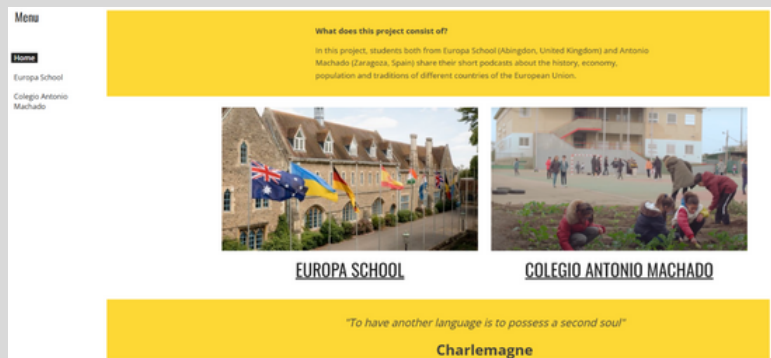 Menu
Home
Europa School
Colegio Antonio
Machado
What does this project consist of?
In this project, students both from Europa School (Abingdon, United Kingdom) and Antonio
Machado (Zaragoza, Spain) share their short podcasts about the history, economy,
population and traditions of different countries of the European Union.
EUROPA SCHOOL
COLEGIO ANTONIO MACHADO
"To have another language is to possess a second soul"
Charlemagne